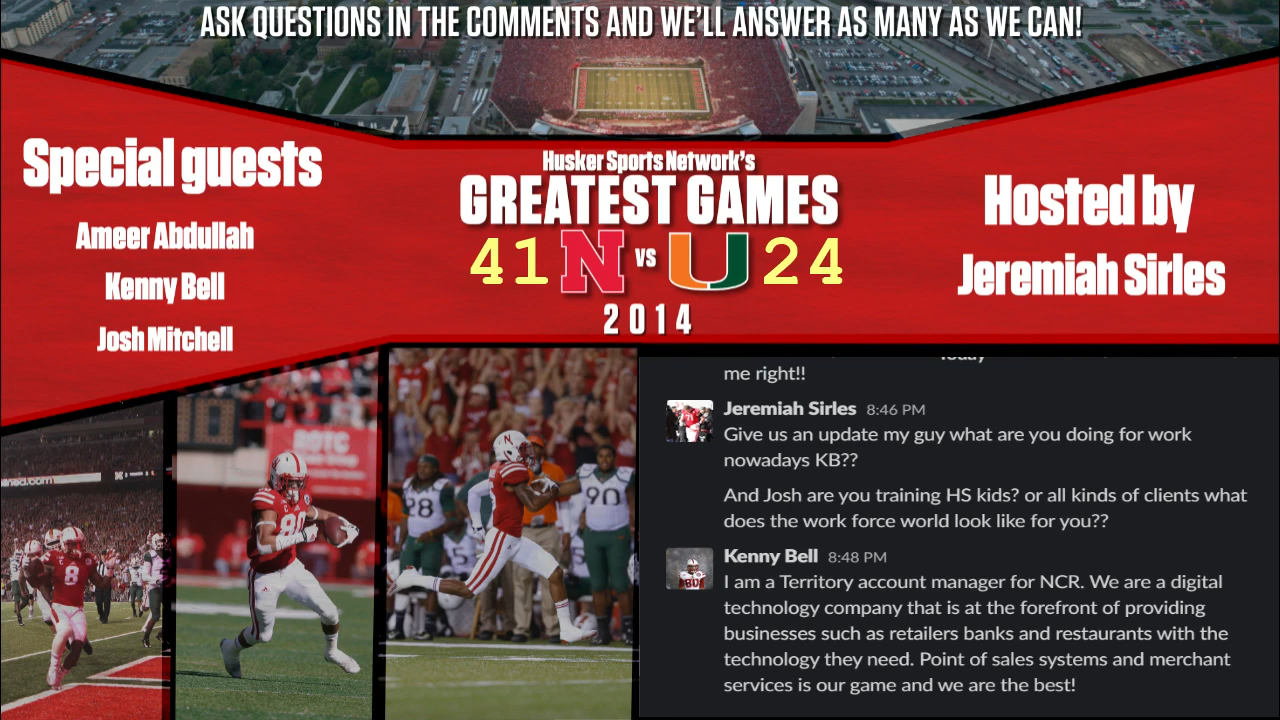 ASK QUESTIONS IN THE COMMENTS AND WE'LL ANSWER AS MANY AS WE CAN!
Special guests
Ameer Abdullah
Kenny Bell
Josh Mitchell
Husker Sports Network's
GREATEST GAMES
41 N vs U 24
2014
Hosted by
Jeremiah Sirles
Today
me right!!
Jeremiah Sirles 8:46 PM
Give us an update my guy what are you doing for work
nowadays KB??
And Josh are you training HS kids? or all kinds of clients what
does the work force world look like for you??
Kenny Bell 8:48 PM
I am a Territory account manager for NCR. We are a digital
technology company that is at the forefront of providing
businesses such as retailers banks and restaurants with the
technology they need. Point of sales systems and merchant
services is our game and we are the best!
8
ROTC
80
N
28
90